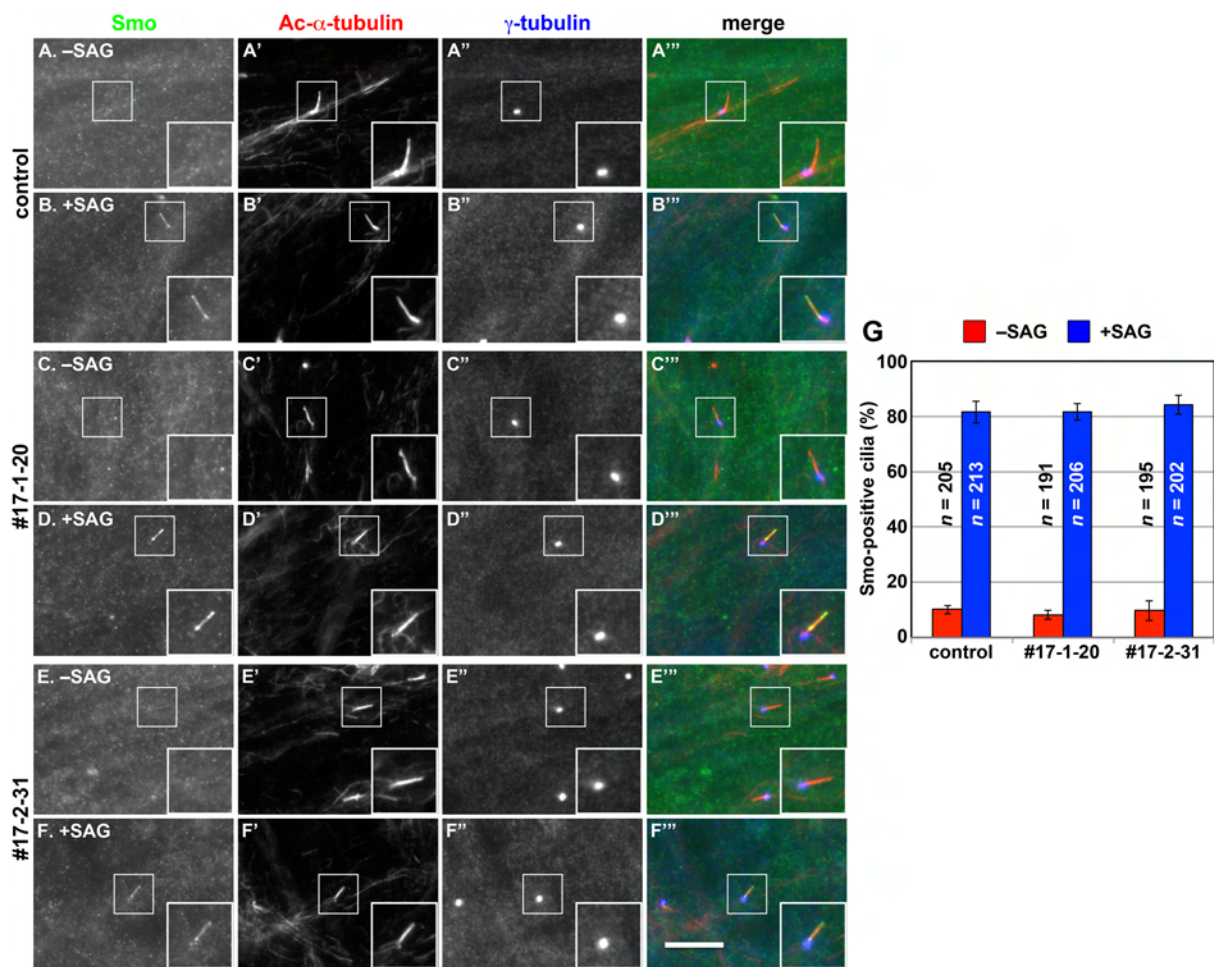 Smo Ac-α-tubulin γ-tubulin merge
control
A. –SAG A' A" A'"
B. +SAG B' B" B'"
#17-1-20
C. –SAG C' C" C'"
D. +SAG D' D" D'"
#17-2-31
E. –SAG E' E" E'"
F. +SAG F' F" F'"
G
–SAG +SAG
Smo-positive cilia (%)
100
80
60
40
20
0
n = 205
n = 213
n = 191
n = 206
n = 195
n = 202
control #17-1-20 #17-2-31